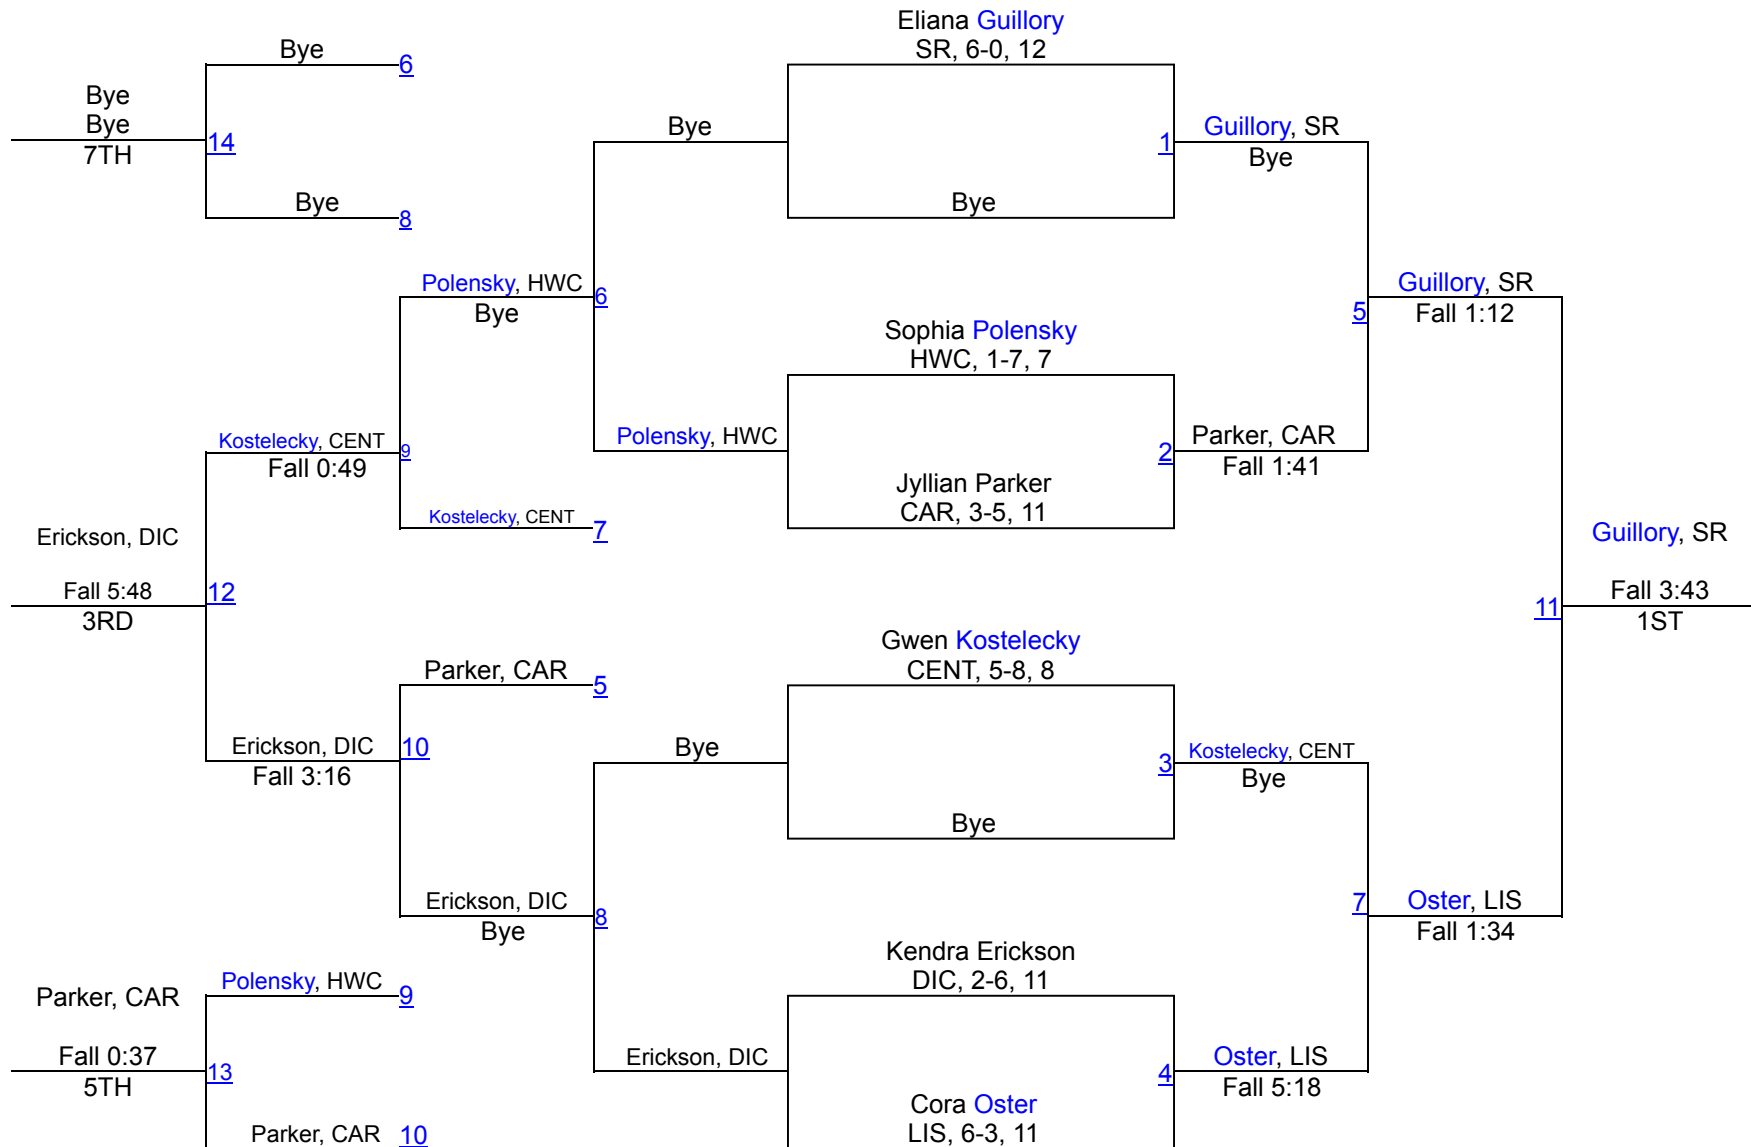 Eliana Guillory
SR, 6-0, 12
Bye
6
Bye
Bye
7TH
14
Bye
1
Guillory, SR
Bye
Bye
8
Bye
Polensky, HWC
Bye
6
Guillory, SR
Fall 1:12
5
Sophia Polensky
HWC, 1-7, 7
Kostelecky, CENT
Fall 0:49
9
Polensky, HWC
2
Parker, CAR
Fall 1:41
Jyllian Parker
CAR, 3-5, 11
Kostelecky, CENT
7
Erickson, DIC
Fall 5:48
3RD
12
Guillory, SR
Fall 3:43
1ST
11
Gwen Kostelecky
CENT, 5-8, 8
Parker, CAR
5
Erickson, DIC
Fall 3:16
10
Bye
3
Kostelecky, CENT
Bye
Bye
Erickson, DIC
Bye
8
7
Oster, LIS
Fall 1:34
Kendra Erickson
DIC, 2-6, 11
Polensky, HWC
9
Parker, CAR
Fall 0:37
5TH
13
Erickson, DIC
4
Oster, LIS
Fall 5:18
Cora Oster
LIS, 6-3, 11
Parker, CAR
10